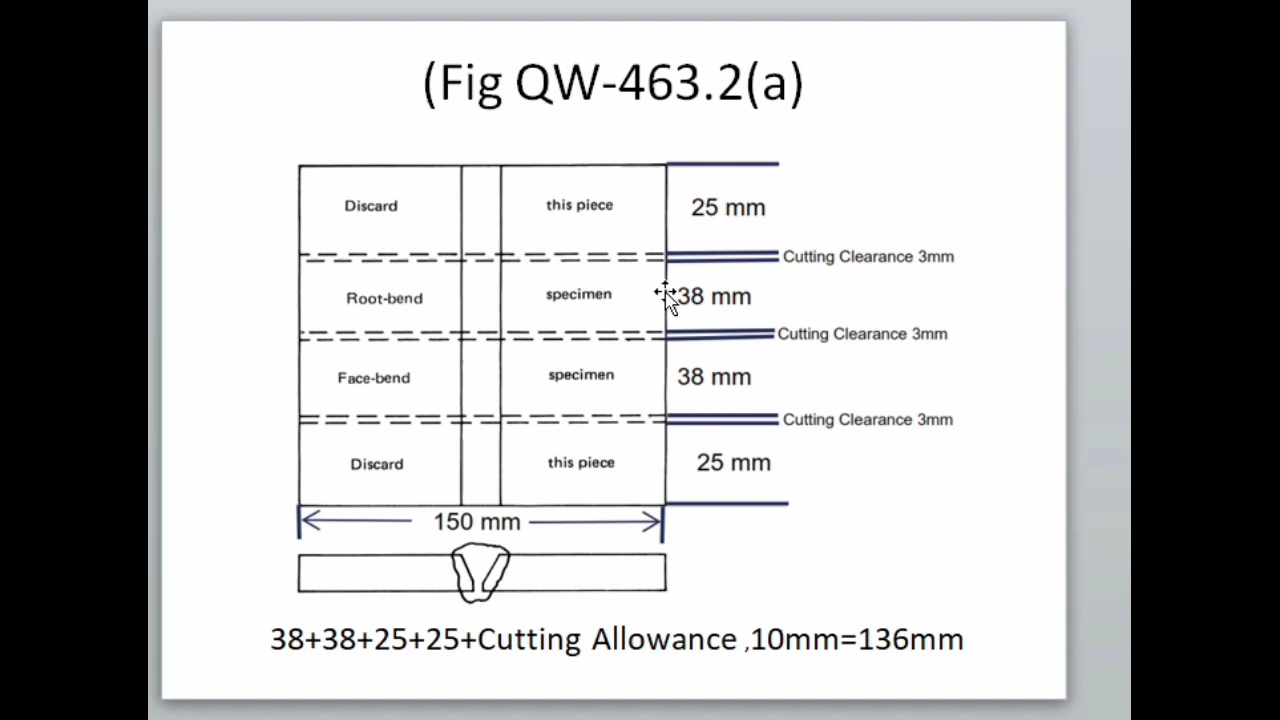 (Fig QW-463.2(a)
Discard this piece 25 mm
Cutting Clearance 3mm
Root-bend specimen 38 mm
Cutting Clearance 3mm
Face-bend specimen 38 mm
Cutting Clearance 3mm
Discard this piece 25 mm
150 mm
38+38+25+25+Cutting Allowance ,10mm=136mm